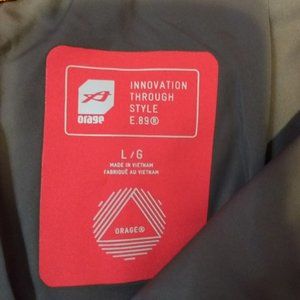 orage
INNOVATION
THROUGH
STYLE
E.89®
L/G
MADE IN VIETNAM
FABRIQUÉ AU VIETNAM
ORAGE®